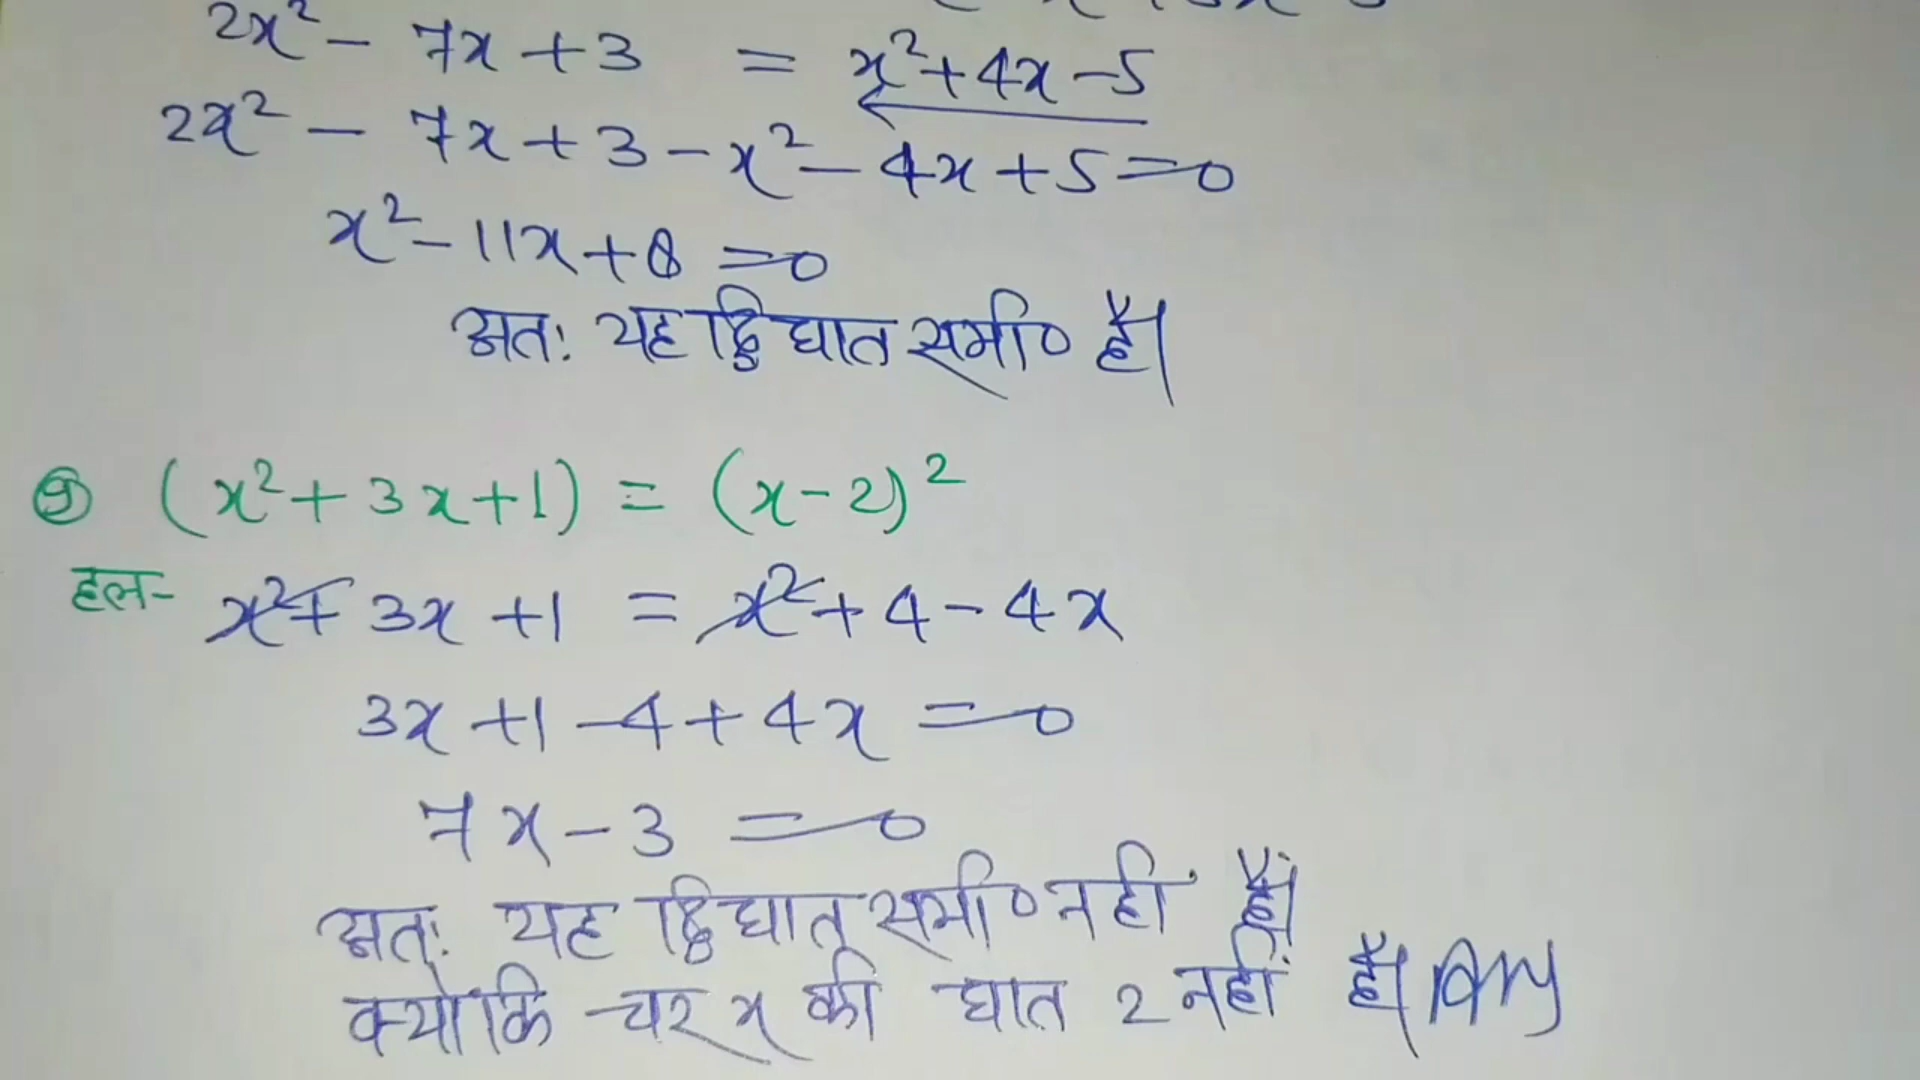 2x² - 7x + 3 = x² + 4x - 5
2x² - 7x + 3 - x² - 4x + 5 = 0
x² - 11x + 8 = 0
अतः यह द्विघात समी० है।
(x² + 3x + 1) = (x - 2)²
हल- x² + 3x + 1 = x² + 4 - 4x
3x + 1 - 4 + 4x = 0
7x - 3 = 0
अतः यह द्विघात समी० नहीं है।
क्योकि चर x की घात 2 नहीं है।